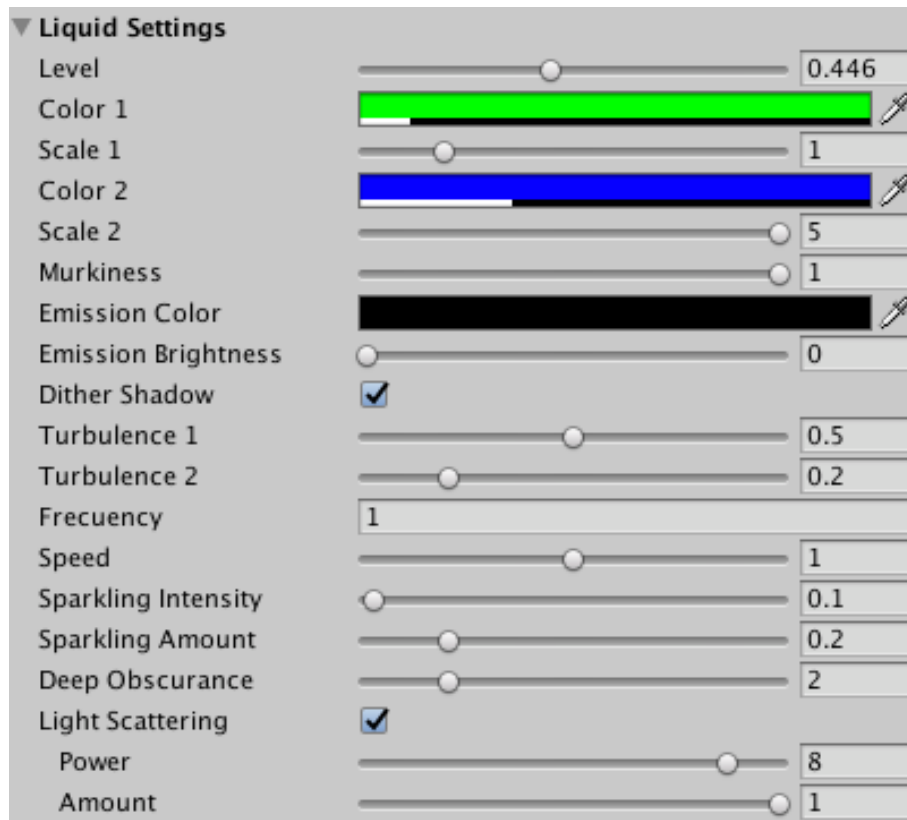 Liquid Settings
Level 0.446
Color 1
Scale 1 1
Color 2
Scale 2 5
Murkiness 1
Emission Color
Emission Brightness 0
Dither Shadow
Turbulence 1 0.5
Turbulence 2 0.2
Frecuency 1
Speed 1
Sparkling Intensity 0.1
Sparkling Amount 0.2
Deep Obscurance 2
Light Scattering
Power 8
Amount 1